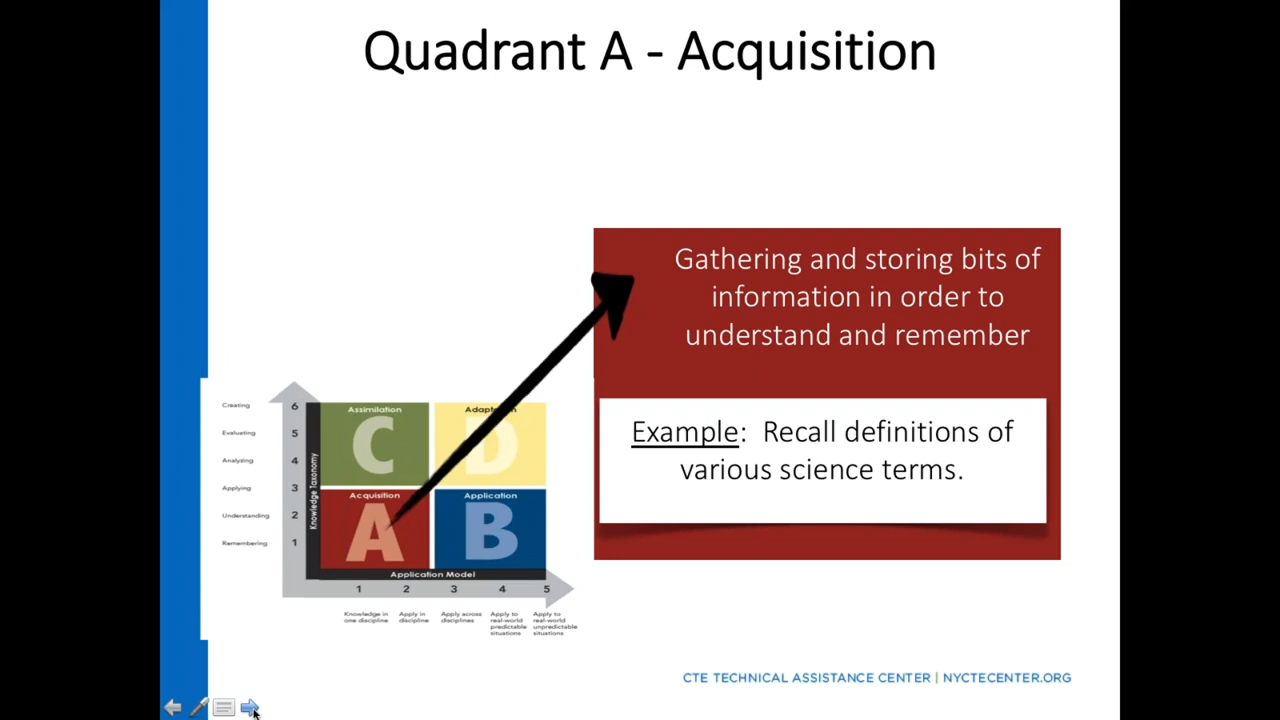 Quadrant A - Acquisition
Gathering and storing bits of
information in order to
understand and remember
Example: Recall definitions of
various science terms.
Creating
Evaluating
Analyzing
Applying
Understanding
Remembering
6
5
4
3
2
1
Knowledge Taxonomy
Assimilation
C
D
Acquisition
A
Application
B
Application Model
1 2 3 4 5
Knowledge in
one discipline
Apply in
discipline
Apply across
disciplines
Apply to
real-world
predictable
situations
Apply to
real-world
unpredictable
situations
CTE TECHNICAL ASSISTANCE CENTER | NYCTECENTER.ORG